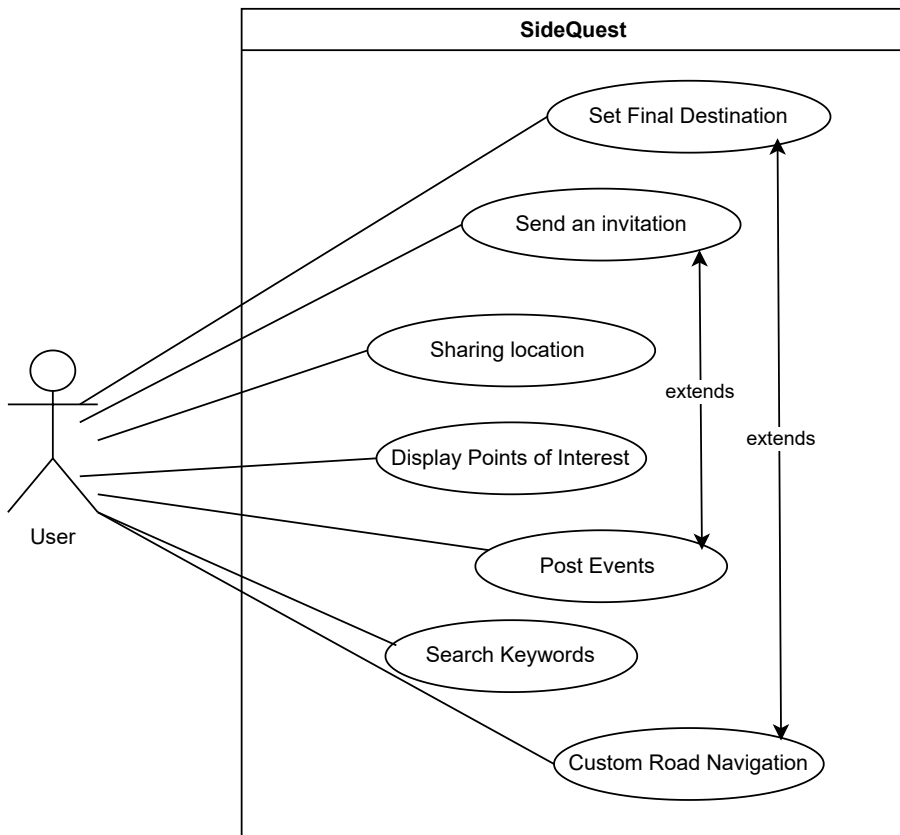 SideQuest
Set Final Destination
Send an invitation
Sharing location
extends
extends
Display Points of Interest
User
Post Events
Search Keywords
Custom Road Navigation